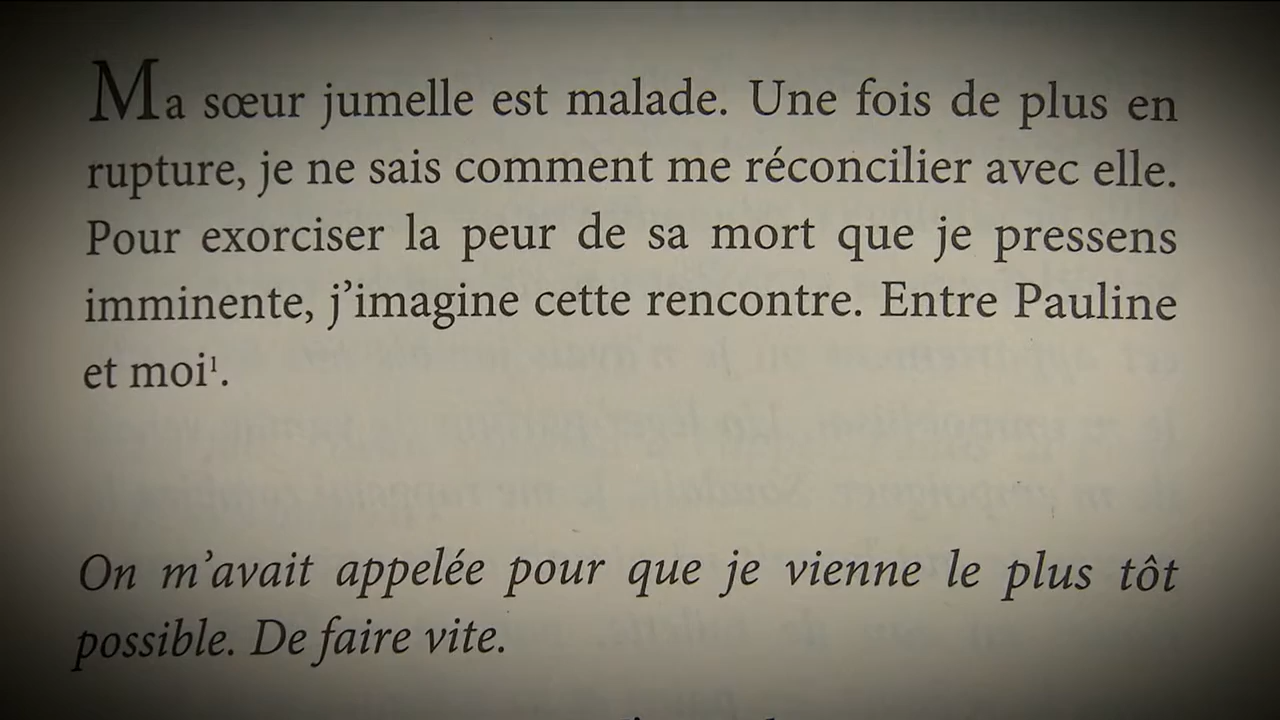 Ma sœur jumelle est malade. Une fois de plus en
rupture, je ne sais comment me réconcilier avec elle.
Pour exorciser la peur de sa mort que je pressens
imminente, j’imagine cette rencontre. Entre Pauline
et moi¹.
On m’avait appelée pour que je vienne le plus tôt
possible. De faire vite.